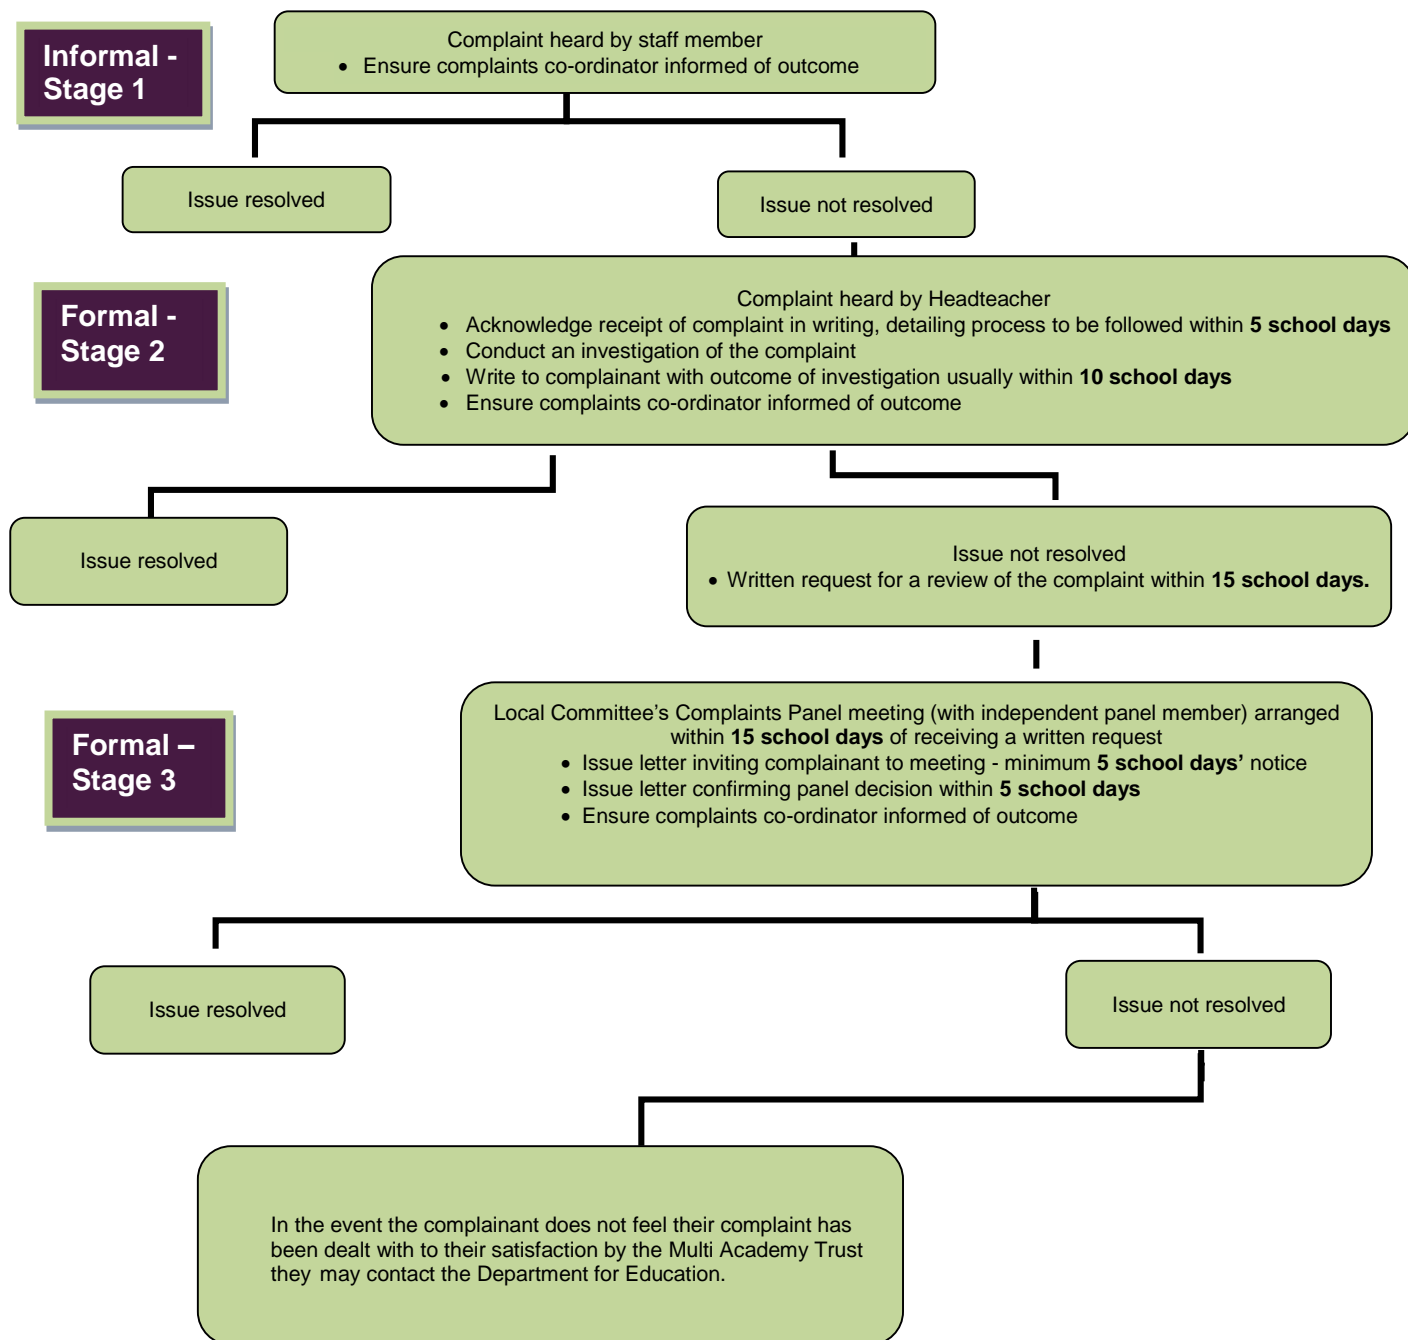 Informal -
Stage 1
Complaint heard by staff member
• Ensure complaints co-ordinator informed of outcome
Issue resolved
Issue not resolved
Formal -
Stage 2
Complaint heard by Headteacher
• Acknowledge receipt of complaint in writing, detailing process to be followed within 5 school days
• Conduct an investigation of the complaint
• Write to complainant with outcome of investigation usually within 10 school days
• Ensure complaints co-ordinator informed of outcome
Issue resolved
Issue not resolved
• Written request for a review of the complaint within 15 school days.
Formal –
Stage 3
Local Committee's Complaints Panel meeting (with independent panel member) arranged
within 15 school days of receiving a written request
• Issue letter inviting complainant to meeting - minimum 5 school days' notice
• Issue letter confirming panel decision within 5 school days
• Ensure complaints co-ordinator informed of outcome
Issue resolved
Issue not resolved
In the event the complainant does not feel their complaint has
been dealt with to their satisfaction by the Multi Academy Trust
they may contact the Department for Education.